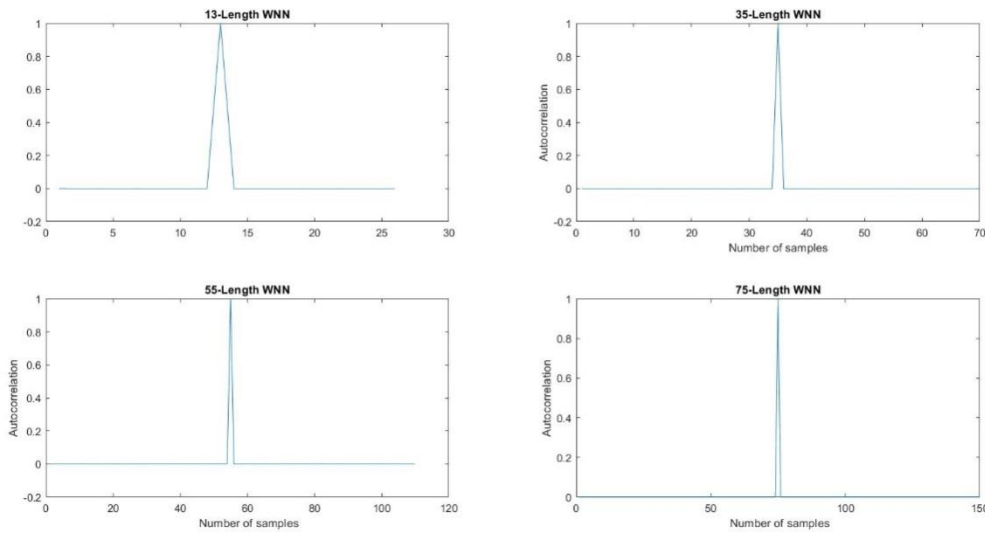 13-Length WNN
1
0.8
0.6
0.4
0.2
0
-0.2
0 5 10 15 20 25 30
35-Length WNN
Autocorrelation
1
0.8
0.6
0.4
0.2
0
-0.2
0 10 20 30 40 50 60 70
Number of samples
55-Length WNN
Autocorrelation
1
0.8
0.6
0.4
0.2
0
-0.2
0 20 40 60 80 100 120
Number of samples
75-Length WNN
Autocorrelation
1
0.8
0.6
0.4
0.2
0
0 50 100 150
Number of samples